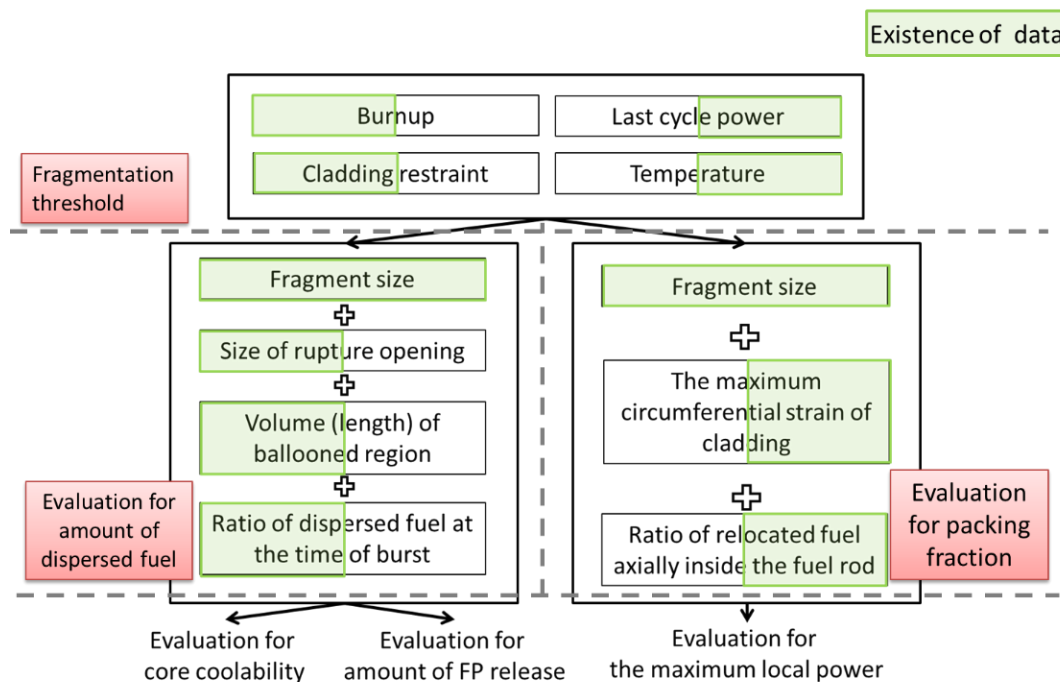 Existence of data
Burnup
Last cycle power
Cladding restraint
Temperature
Fragmentation
threshold
Fragment size
Size of rupture opening
Volume (length) of
ballooned region
Ratio of dispersed fuel at
the time of burst
Evaluation for
amount of
dispersed fuel
Fragment size
The maximum
circumferential strain of
cladding
Ratio of relocated fuel
axially inside the fuel rod
Evaluation
for packing
fraction
Evaluation for
core coolability
Evaluation for
amount of FP release
Evaluation for
the maximum local power